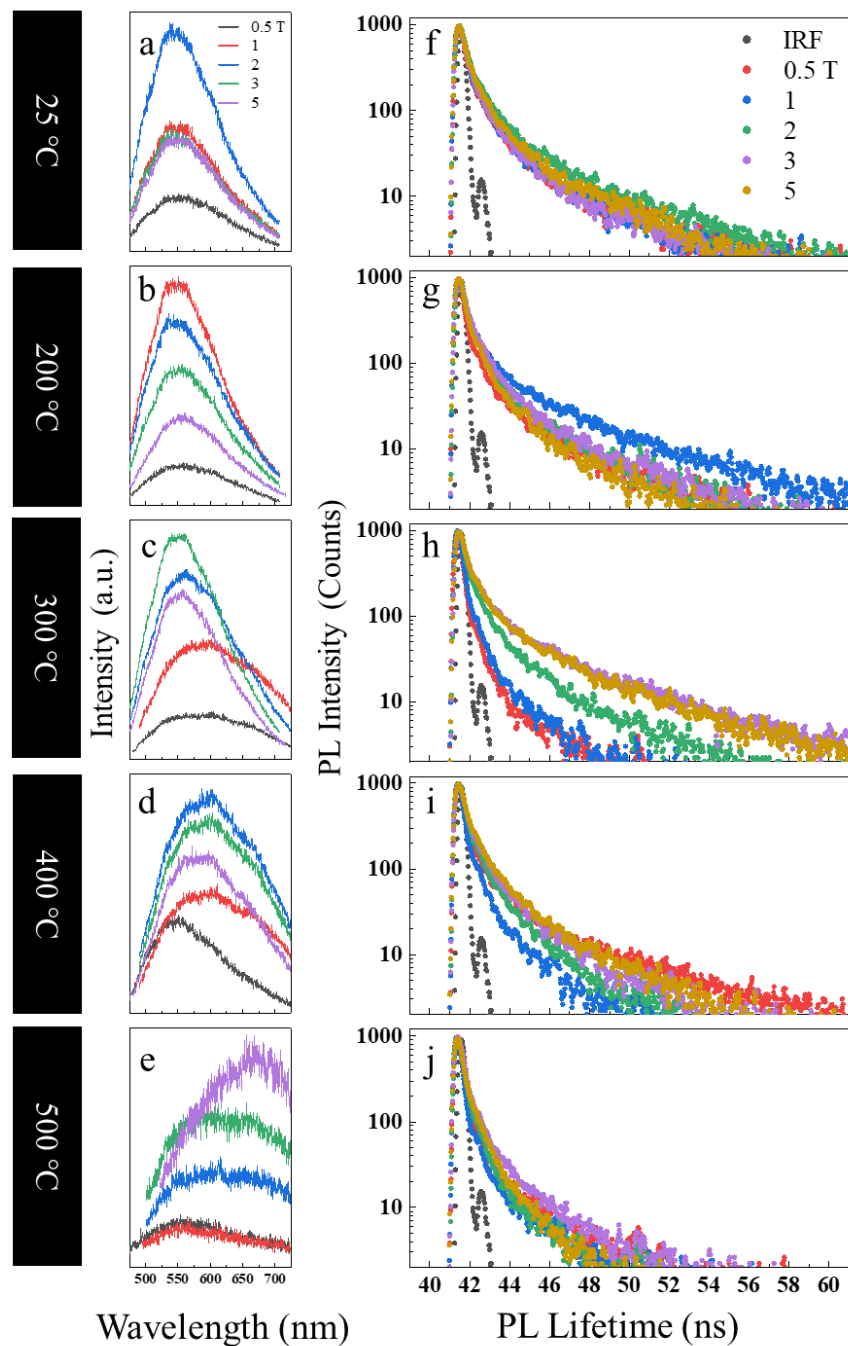 25 °C
a
0.5 T
1
2
3
5
f
1000
100
10
IRF
0.5 T
1
2
3
5
200 °C
b
g
1000
100
10
300 °C
c
h
1000
100
10
Intensity (a.u.)
PL Intensity (Counts)
400 °C
d
i
1000
100
10
500 °C
e
j
1000
100
10
500 550 600 650 700
40 42 44 46 48 50 52 54 56 58 60
Wavelength (nm)
PL Lifetime (ns)